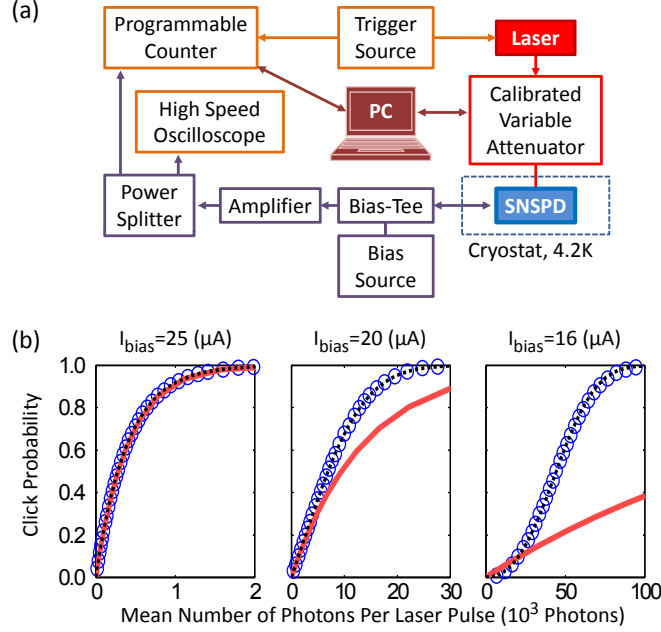 (a)
Programmable
Counter
Trigger
Source
Laser
High Speed
Oscilloscope
PC
Calibrated
Variable
Attenuator
Power
Splitter
Amplifier
Bias-Tee
SNSPD
Bias
Source
Cryostat, 4.2K
(b)
I_bias=25 (μA)
I_bias=20 (μA)
I_bias=16 (μA)
Click Probability
1.0
0.8
0.6
0.4
0.2
0.0
0 1 2
0 10 20 30
0 50 100
Mean Number of Photons Per Laser Pulse (10³ Photons)